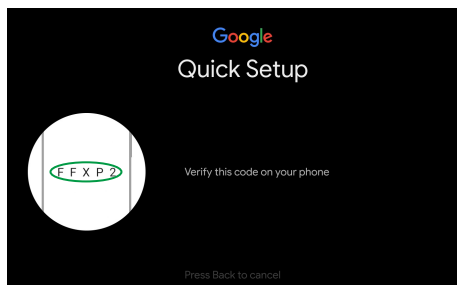 Google
Quick Setup
F F X P 2
Verify this code on your phone
Press Back to cancel